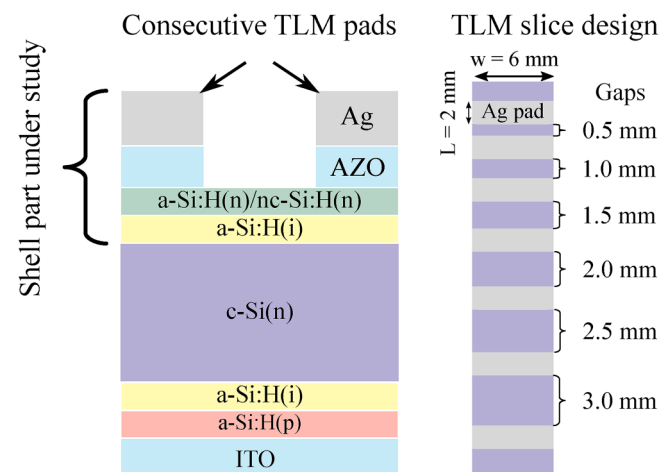 Consecutive TLM pads
Shell part under study
Ag
AZO
a-Si:H(n)/nc-Si:H(n)
a-Si:H(i)
c-Si(n)
a-Si:H(i)
a-Si:H(p)
ITO
TLM slice design
w = 6 mm
L = 2 mm
Ag pad
Gaps
0.5 mm
1.0 mm
1.5 mm
2.0 mm
2.5 mm
3.0 mm